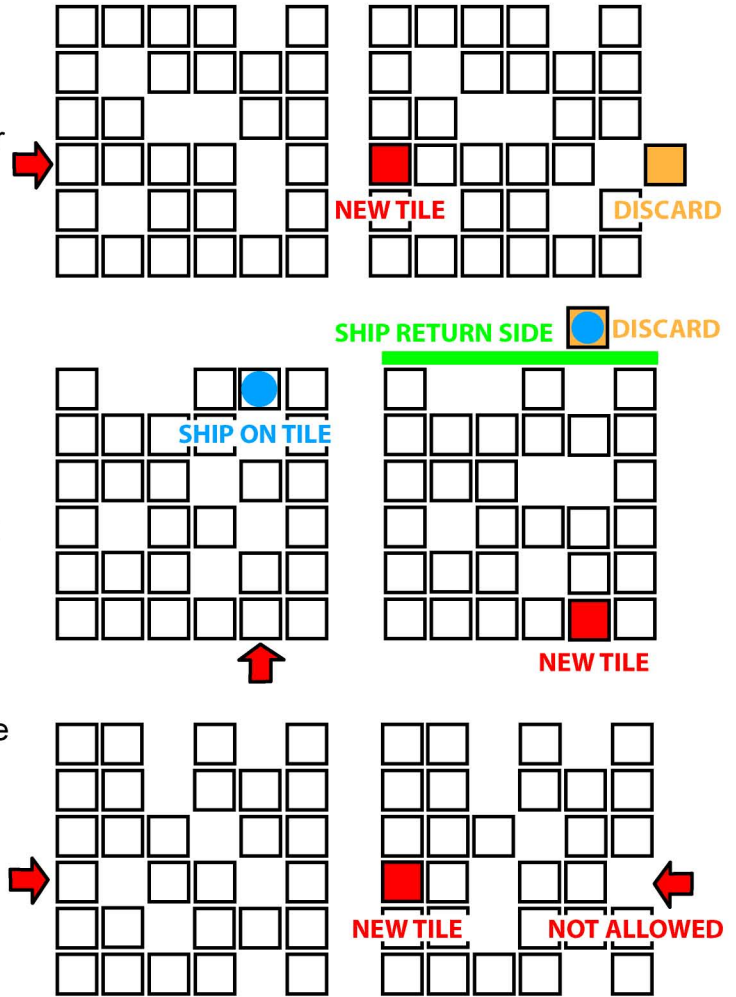 r
NEW TILE
DISCARD
SHIP RETURN SIDE
DISCARD
SHIP ON TILE
NEW TILE
e
NEW TILE
NOT ALLOWED